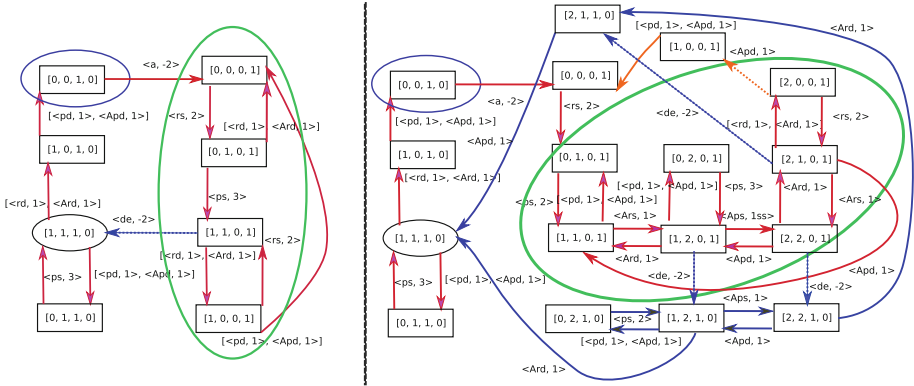 [0, 0, 1, 0]
<a, -2>
[0, 0, 0, 1]
[<pd, 1>, <Apd, 1>]
<rs, 2>
[<rd, 1>, <Ard, 1>]
[1, 0, 1, 0]
[0, 1, 0, 1]
<ps, 3>
[<rd, 1>, <Ard, 1>]
<de, -2>
[1, 1, 1, 0]
[1, 1, 0, 1]
<rs, 2>
[<rd, 1>, <Ard, 1>]
<ps, 3>
[<pd, 1>, <Apd, 1>]
[0, 1, 1, 0]
[1, 0, 0, 1]
[<pd, 1>, <Apd, 1>]
[2, 1, 1, 0]
[<pd, 1>, <Apd, 1>]
<Ard, 1>
[1, 0, 0, 1]
<Apd, 1>
[0, 0, 1, 0]
<a, -2>
[0, 0, 0, 1]
[2, 0, 0, 1]
<rs, 2>
<de, -2>
<rs, 2>
[<pd, 1>, <Apd, 1>]
<Apd, 1>
[<rd, 1>, <Ard, 1>]
[1, 0, 1, 0]
[0, 1, 0, 1]
[0, 2, 0, 1]
[2, 1, 0, 1]
[<rd, 1>, <Ard, 1>]
<ps, 2>
[<pd, 1>, <Apd, 1>]
[<pd, 1>, <Apd, 1>]
<ps, 3>
<Ard, 1>
<Ars, 1>
<Ars, 1>
<Aps, 1ss>
[1, 1, 1, 0]
[1, 1, 0, 1]
[1, 2, 0, 1]
[2, 2, 0, 1]
<Ard, 1>
<Apd, 1>
<ps, 3>
[<pd, 1>, <Apd, 1>]
<de, -2>
<de, -2>
<Apd, 1>
<Aps, 1>
[0, 1, 1, 0]
[0, 2, 1, 0]
<ps, 2>
[1, 2, 1, 0]
[2, 2, 1, 0]
[<pd, 1>, <Apd, 1>]
<Apd, 1>
<Ard, 1>